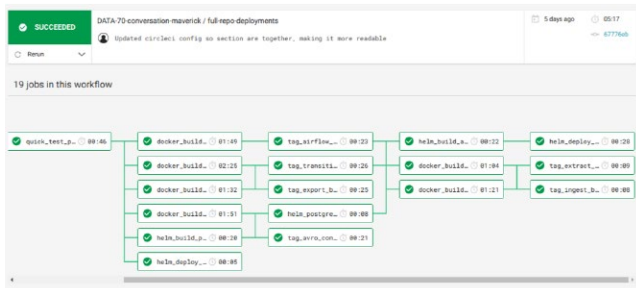 SUCCEEDED
Rerun
DATA-70-conversation-maverick / full-repo-deployments
Updated circleci config so section are together, making it more readable
5 days ago
05:17
19 jobs in this workflow
quick_test_p… 00:46
docker_build… 01:49
tag_airflow_… 00:23
helm_build_a… 00:22
helm_deploy_… 00:28
docker_build… 02:25
tag_transiti… 00:26
docker_build… 01:04
tag_extract_… 00:09
docker_build… 01:32
tag_export_b… 00:25
docker_build… 01:21
tag_ingest_b… 00:08
docker_build… 01:51
helm_postgre… 00:08
helm_build_p… 00:20
tag_avro_con… 00:21
helm_deploy_… 00:05